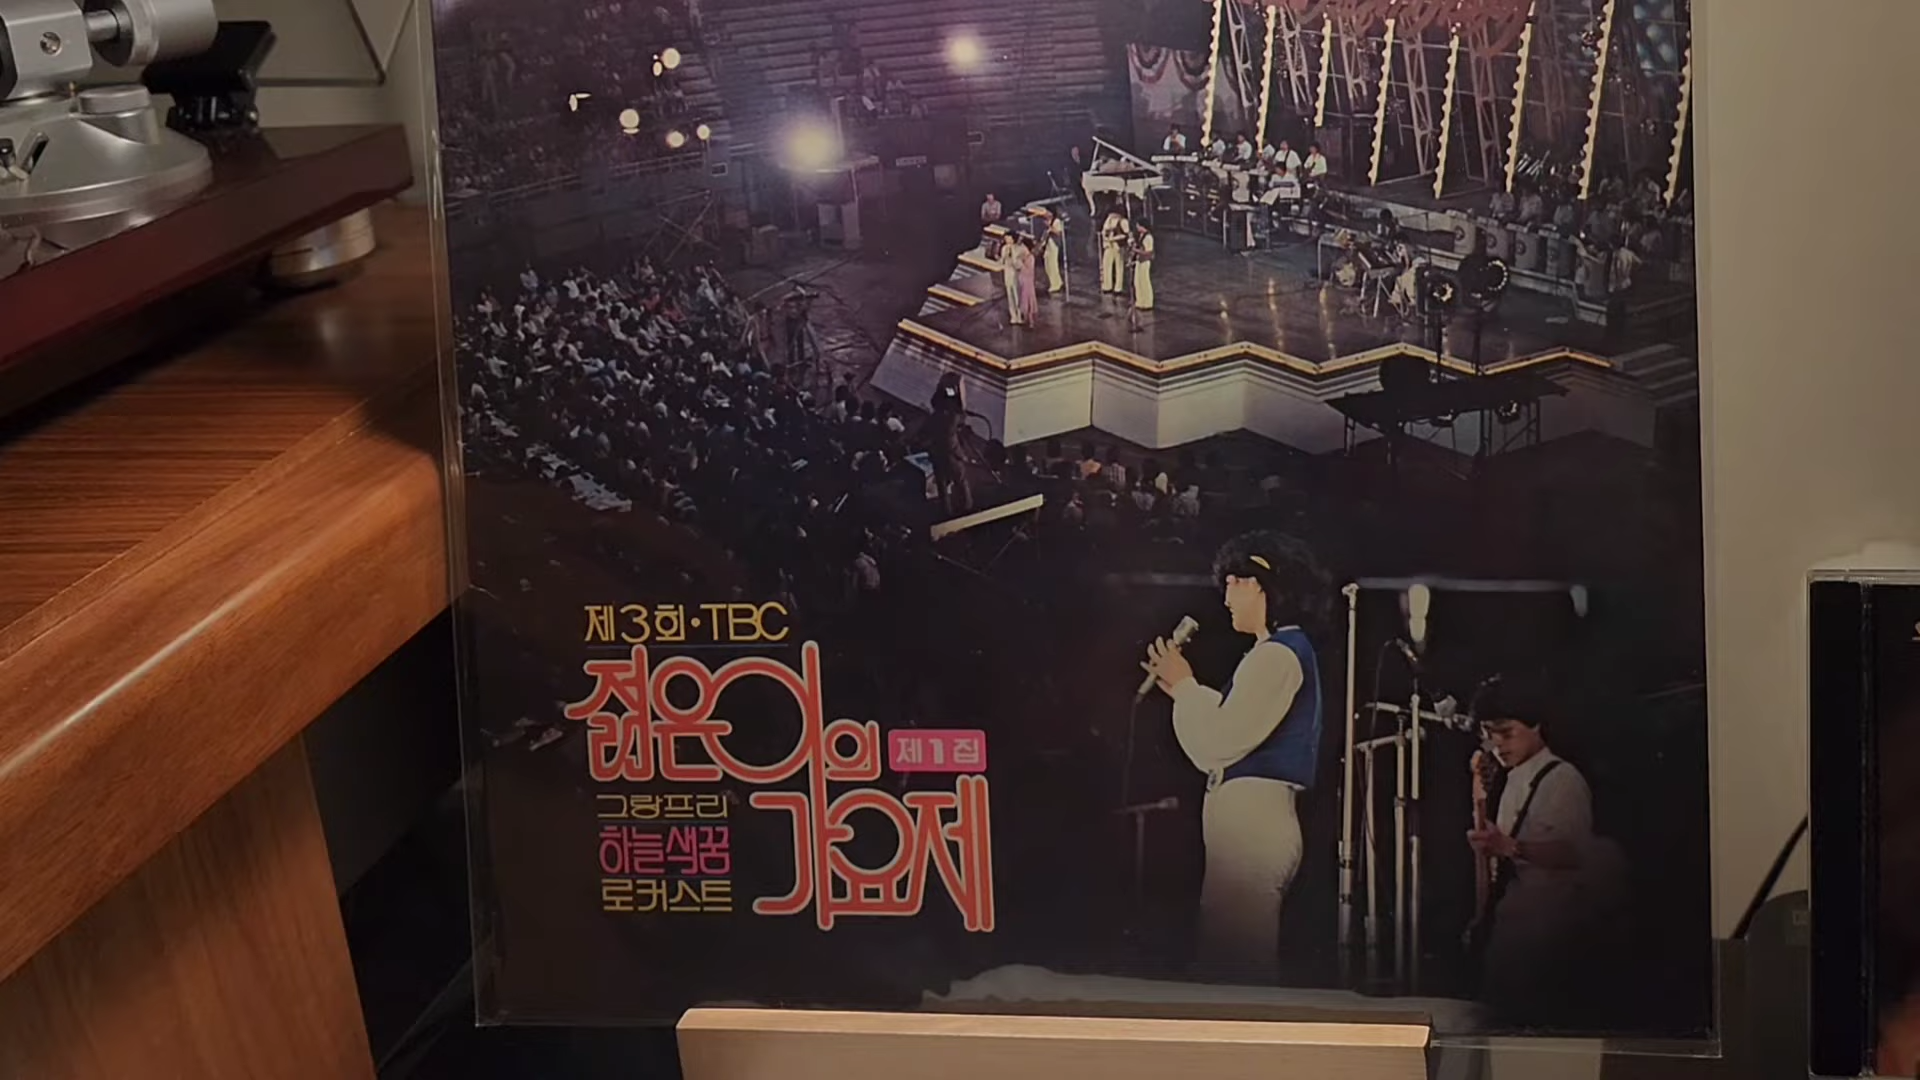 제3회·TBC
젊은이의
제1집
가요제
그랑프리
하늘색꿈
로커스트